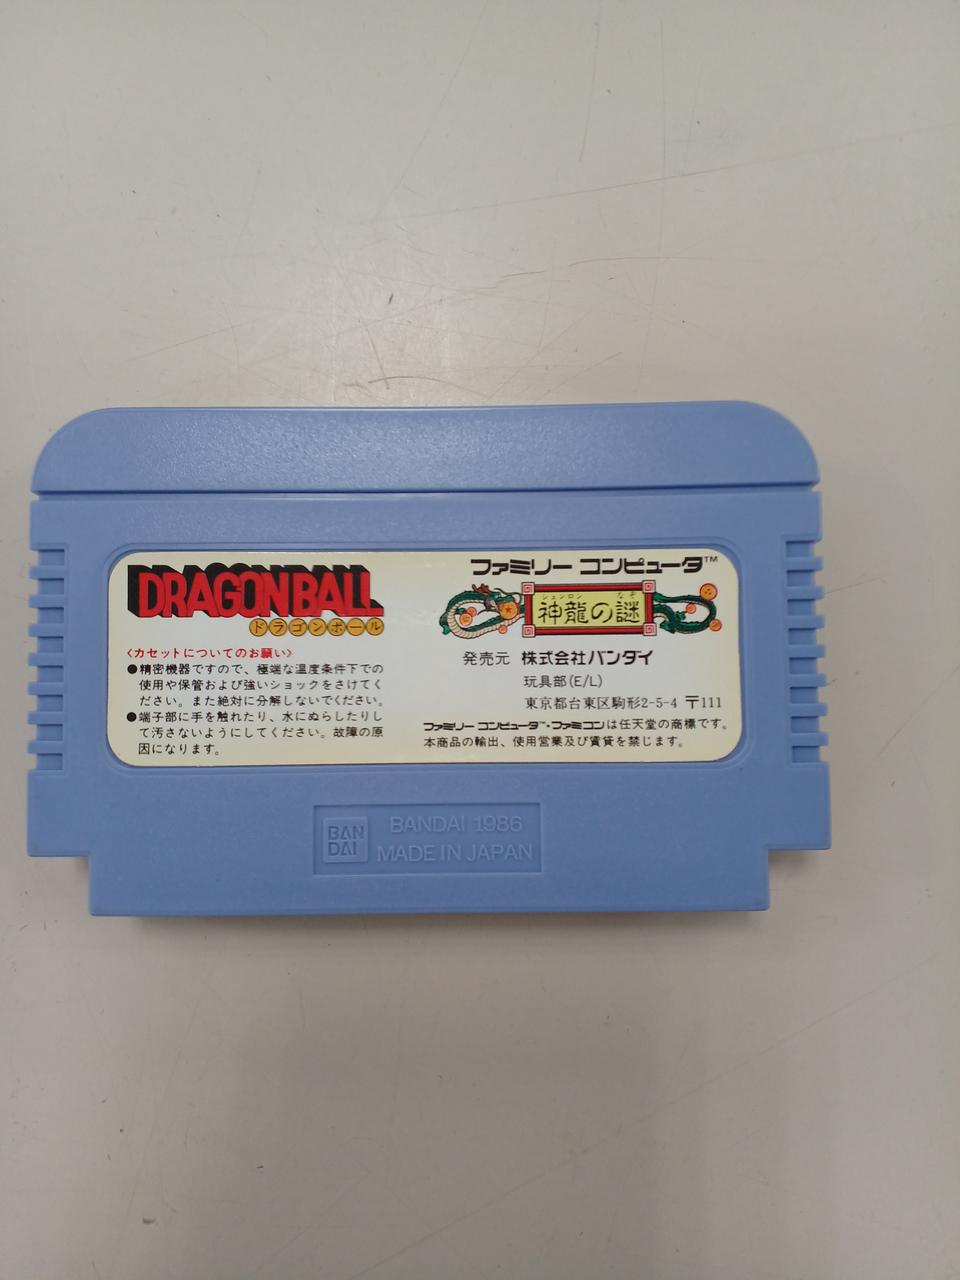 DRAGONBALL
ドラゴンボール
〈カセットについてのお願い〉
●精密機器ですので、極端な温度条件下での
使用や保管および強いショックをさけてく
ださい。また絶対に分解しないでください。
●端子部に手を触れたり、水にぬらしたりし
て汚さないようにしてください。故障の原
因になります。
ファミリー コンピュータ™
シェンロン なぞ
神龍の謎
発売元 株式会社バンダイ
玩具部(E/L)
東京都台東区駒形2-5-4 〒111
ファミリー コンピュータ™・ファミコンは任天堂の商標です。
本商品の輸出、使用営業及び賃貸を禁じます。
BAN
DAI
BANDAI 1986
MADE IN JAPAN